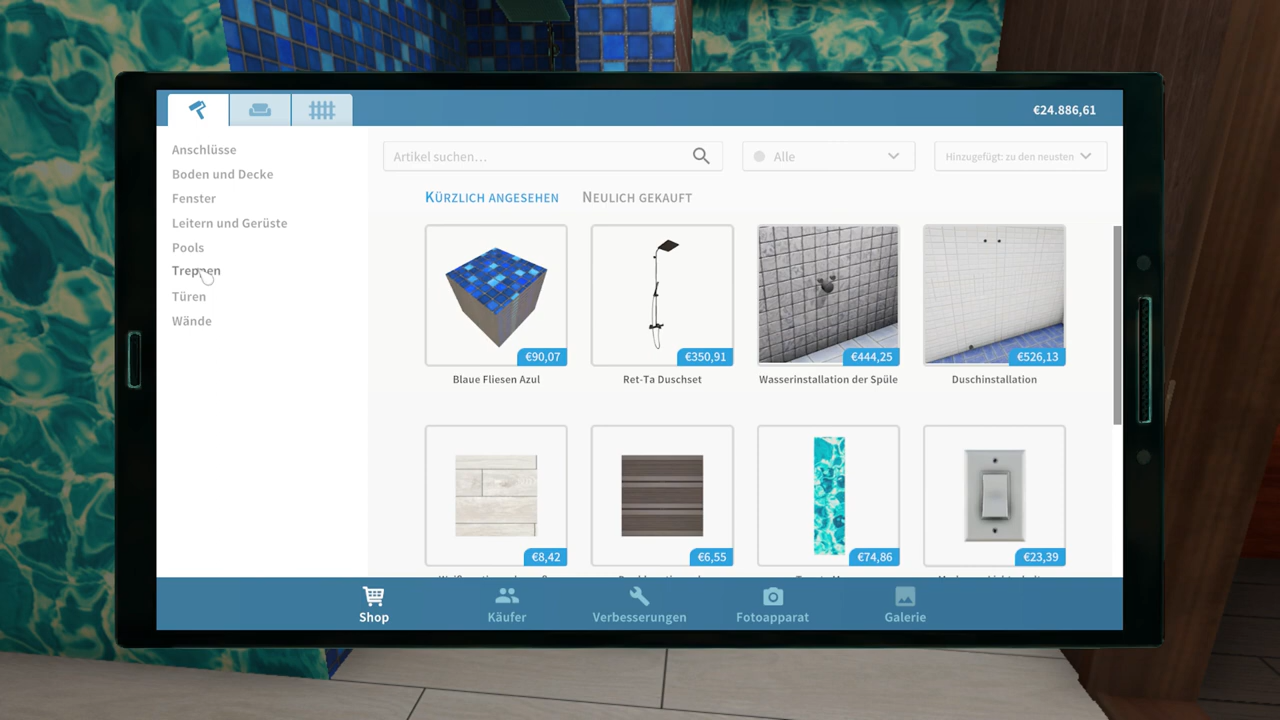 €24.886,61
Anschlüsse
Boden und Decke
Fenster
Leitern und Gerüste
Pools
Treppen
Türen
Wände
Artikel suchen...
Alle
Hinzugefügt: zu den neusten
KÜRZLICH ANGESEHEN
NEULICH GEKAUFT
€90,07
€350,91
€444,25
€526,13
Blaue Fliesen Azul
Ret-Ta Duschset
Wasserinstallation der Spüle
Duschinstallation
€8,42
€6,55
€74,86
€23,39
Shop
Käufer
Verbesserungen
Fotoapparat
Galerie